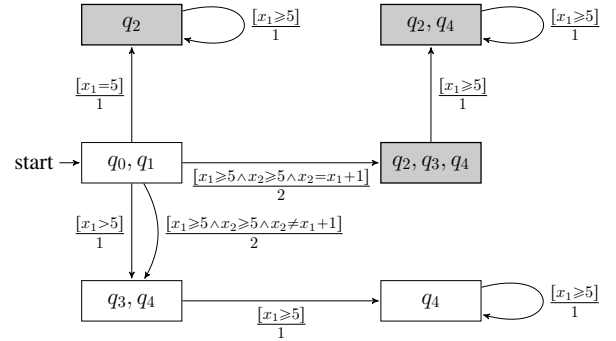 q₂ [x₁⩾5]/1 q₂, q₄ [x₁⩾5]/1
[x₁=5]/1 [x₁⩾5]/1
start q₀, q₁ [x₁⩾5∧x₂⩾5∧x₂=x₁+1]/2 q₂, q₃, q₄
[x₁>5]/1 [x₁⩾5∧x₂⩾5∧x₂≠x₁+1]/2
q₃, q₄ [x₁⩾5]/1 q₄ [x₁⩾5]/1